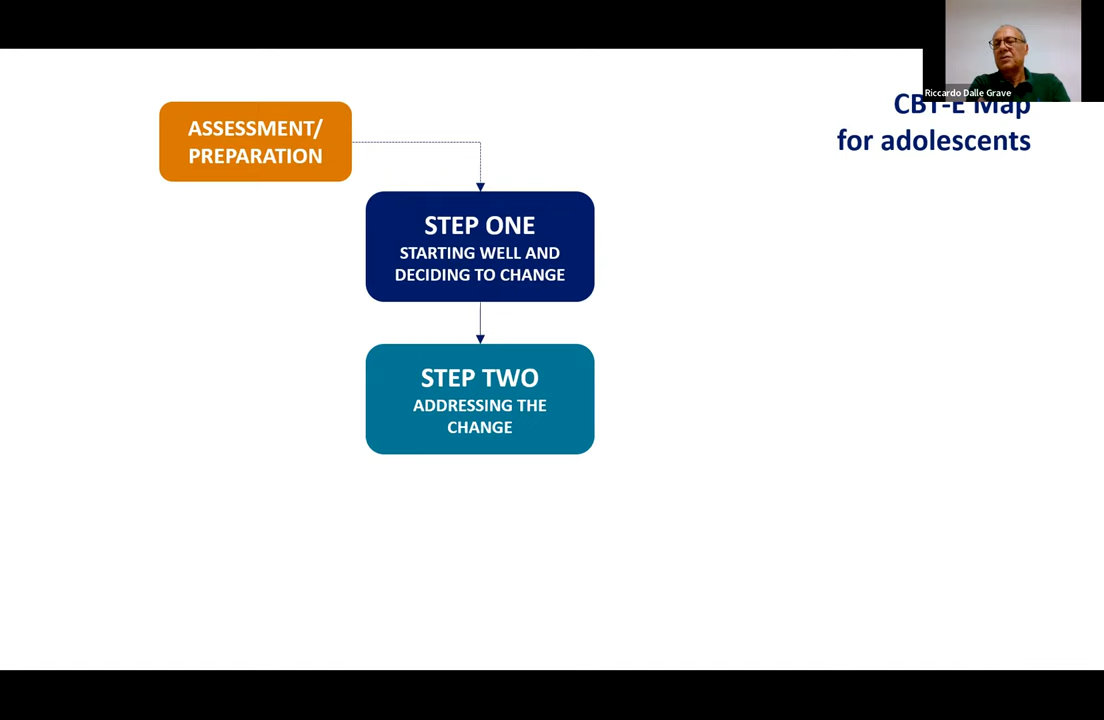 Riccardo Dalle Grave
CBT-E Map
for adolescents
ASSESSMENT/
PREPARATION
STEP ONE
STARTING WELL AND
DECIDING TO CHANGE
STEP TWO
ADDRESSING THE
CHANGE